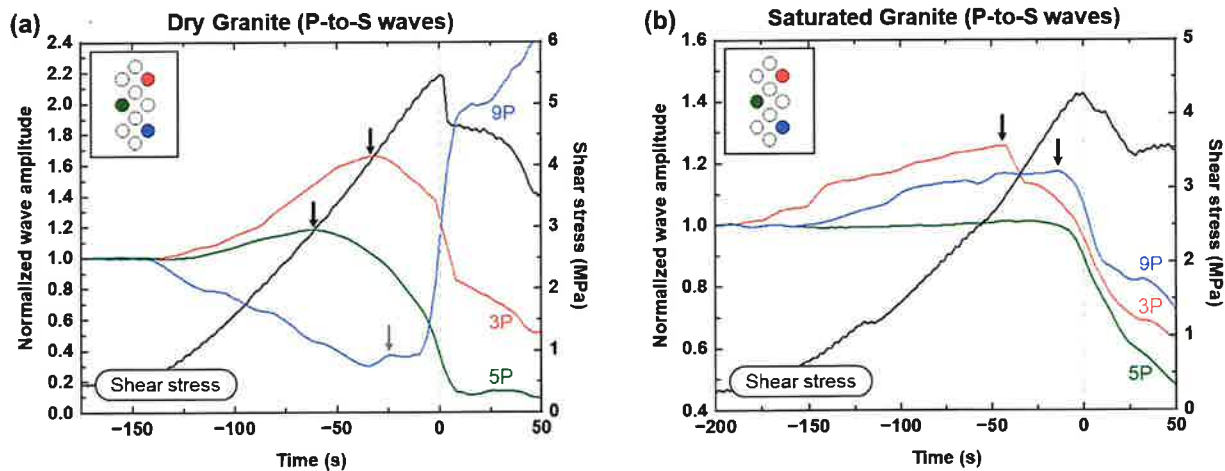 (a) Dry Granite (P-to-S waves)
Normalized wave amplitude
2.4
2.2
2.0
1.8
1.6
1.4
1.2
1.0
0.8
0.6
0.4
0.2
0.0
9P
3P
5P
Shear stress
6
5
4
3
2
1
0
Shear stress (MPa)
−150 −100 −50 0 50
Time (s)
(b) Saturated Granite (P-to-S waves)
Normalized wave amplitude
1.6
1.4
1.2
1.0
0.8
0.6
0.4
9P
3P
5P
Shear stress
5
4
3
2
1
0
Shear stress (MPa)
−200 −150 −100 −50 0 50
Time (s)